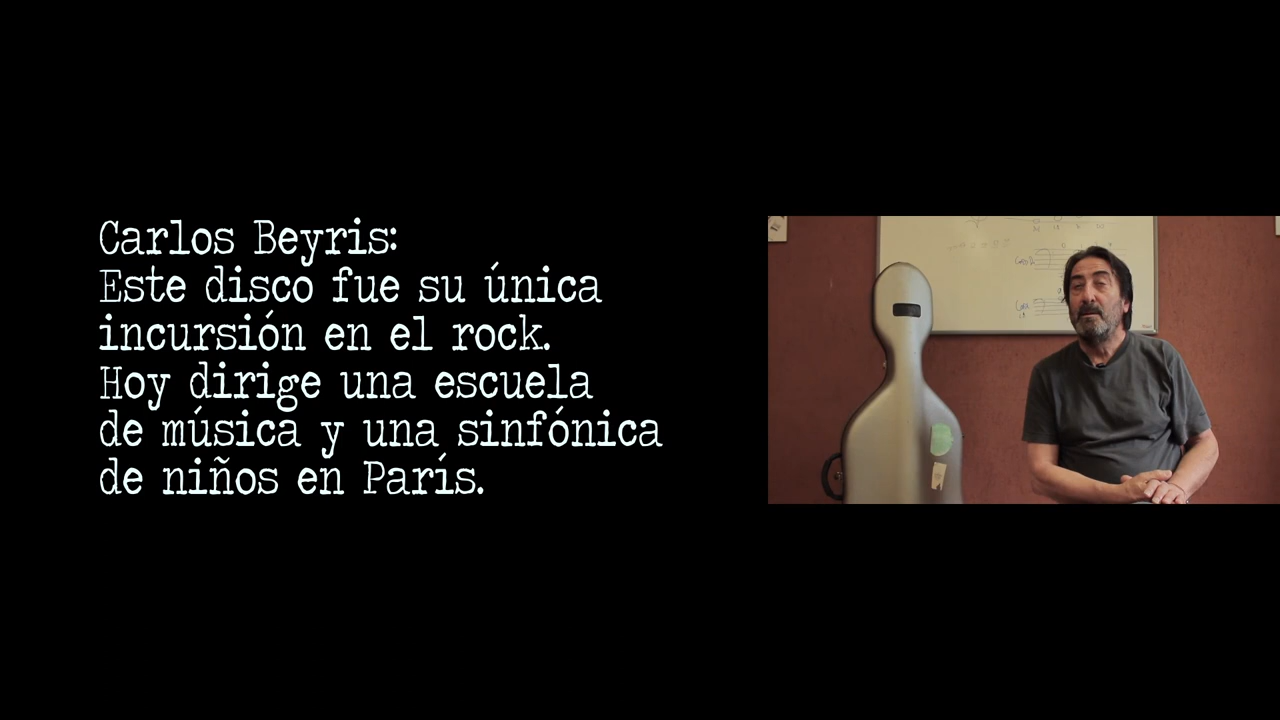 Carlos Beyris:
Este disco fue su única
incursión en el rock.
Hoy dirige una escuela
de música y una sinfónica
de niños en París.